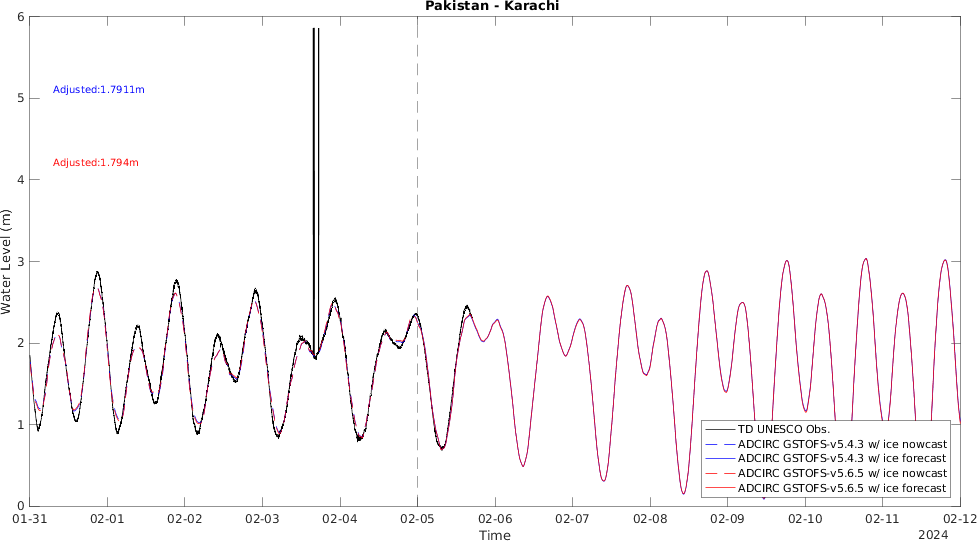 Pakistan - Karachi
6
5
4
3
2
1
0
Adjusted:1.7911m
Adjusted:1.794m
Water Level (m)
TD UNESCO Obs.
ADCIRC GSTOFS-v5.4.3 w/ ice nowcast
ADCIRC GSTOFS-v5.4.3 w/ ice forecast
ADCIRC GSTOFS-v5.6.5 w/ ice nowcast
ADCIRC GSTOFS-v5.6.5 w/ ice forecast
01-31 02-01 02-02 02-03 02-04 02-05 02-06 02-07 02-08 02-09 02-10 02-11 02-12
Time
2024